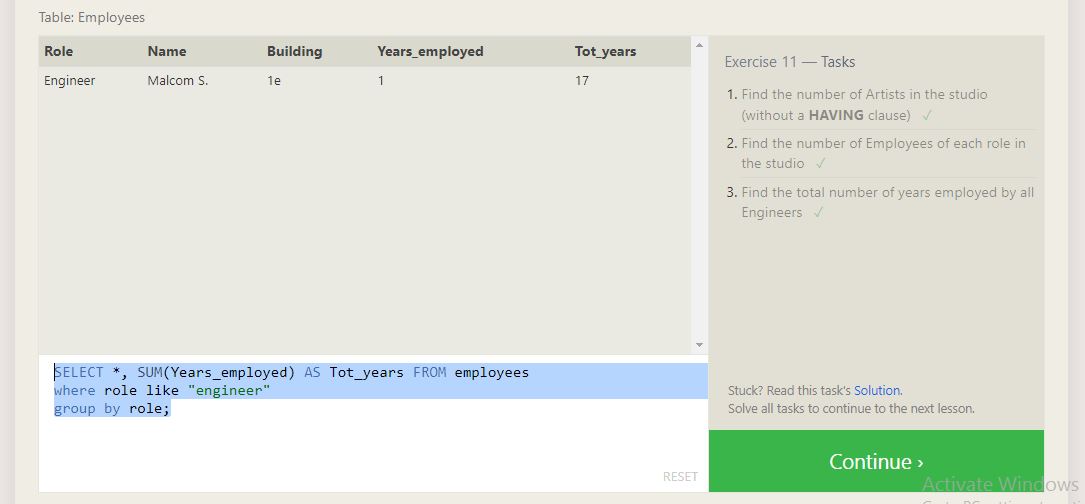 Table: Employees
Role Name Building Years_employed Tot_years
Engineer Malcom S. 1e 1 17
SELECT *, SUM(Years_employed) AS Tot_years FROM employees
where role like "engineer"
group by role;
RESET
Exercise 11 — Tasks
1. Find the number of Artists in the studio
(without a HAVING clause) ✓
2. Find the number of Employees of each role in
the studio ✓
3. Find the total number of years employed by all
Engineers ✓
Stuck? Read this task's Solution.
Solve all tasks to continue to the next lesson.
Continue ›
Activate Windows